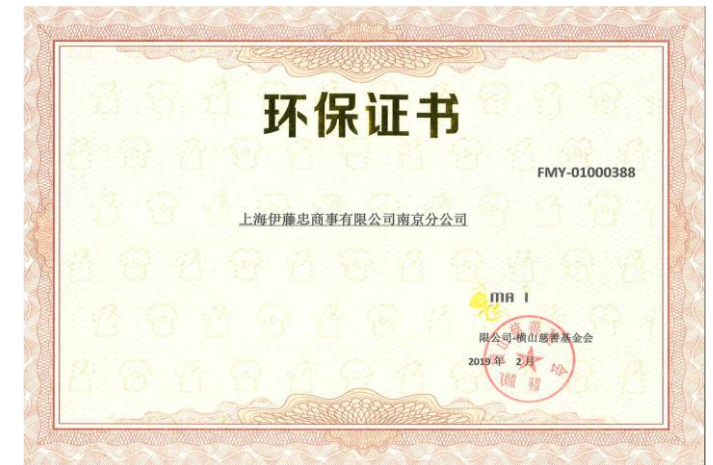 环保证书
FMY-01000388
上海伊藤忠商事有限公司南京分公司
MA I
限公司-横山慈善基金会
2019 年 2 月